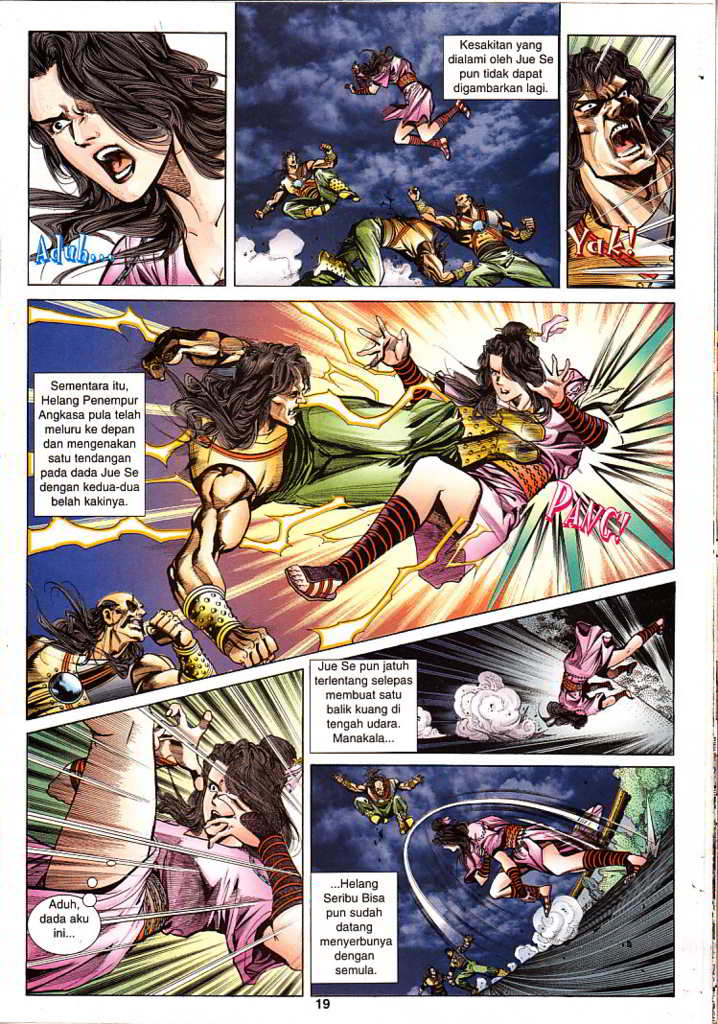 Aduh...
Kesakitan yang
dialami oleh Jue Se
pun tidak dapat
digambarkan lagi.
Yak!
Sementara itu,
Helang Penempur
Angkasa pula telah
meluru ke depan
dan mengenakan
satu tendangan
pada dada Jue Se
dengan kedua-dua
belah kakinya.
PANG!
Jue Se pun jatuh
terlentang selepas
membuat satu
balik kuang di
tengah udara.
Manakala...
Aduh,
dada aku
ini...
...Helang
Seribu Bisa
pun sudah
datang
menyerbunya
dengan
semula.
19